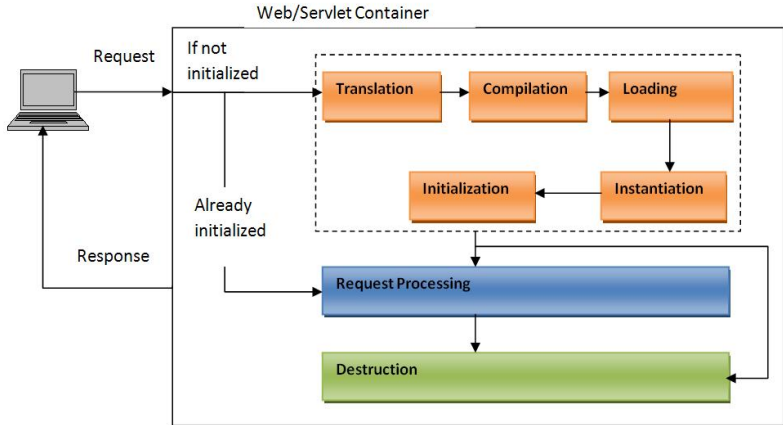 Web/Servlet Container
Request
If not
initialized
Translation
Compilation
Loading
Initialization
Instantiation
Already
initialized
Response
Request Processing
Destruction